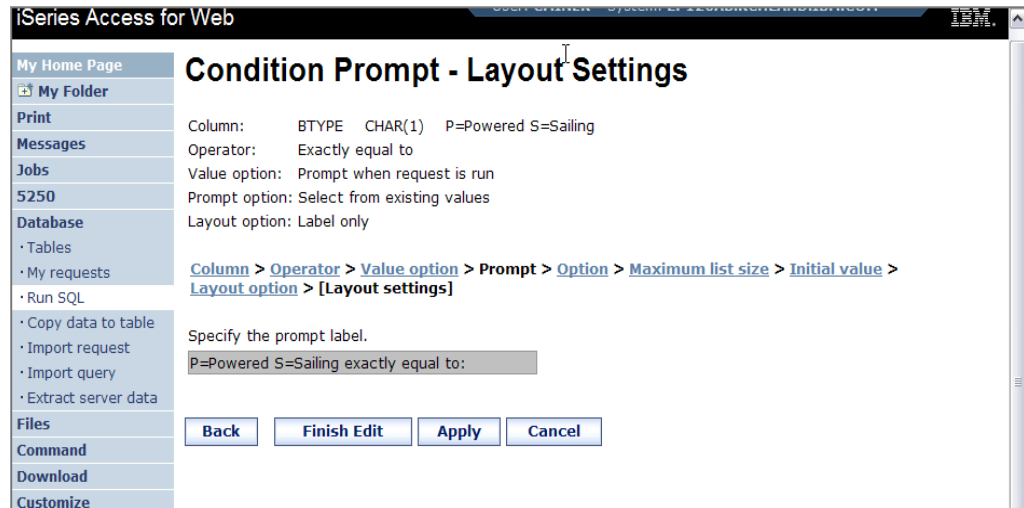 iSeries Access for Web
IBM.
My Home Page
My Folder
Print
Messages
Jobs
5250
Database
· Tables
· My requests
· Run SQL
· Copy data to table
· Import request
· Import query
· Extract server data
Files
Command
Download
Customize
Condition Prompt - Layout Settings
Column: BTYPE CHAR(1) P=Powered S=Sailing
Operator: Exactly equal to
Value option: Prompt when request is run
Prompt option: Select from existing values
Layout option: Label only
Column > Operator > Value option > Prompt > Option > Maximum list size > Initial value >
Layout option > [Layout settings]
Specify the prompt label.
P=Powered S=Sailing exactly equal to:
Back Finish Edit Apply Cancel